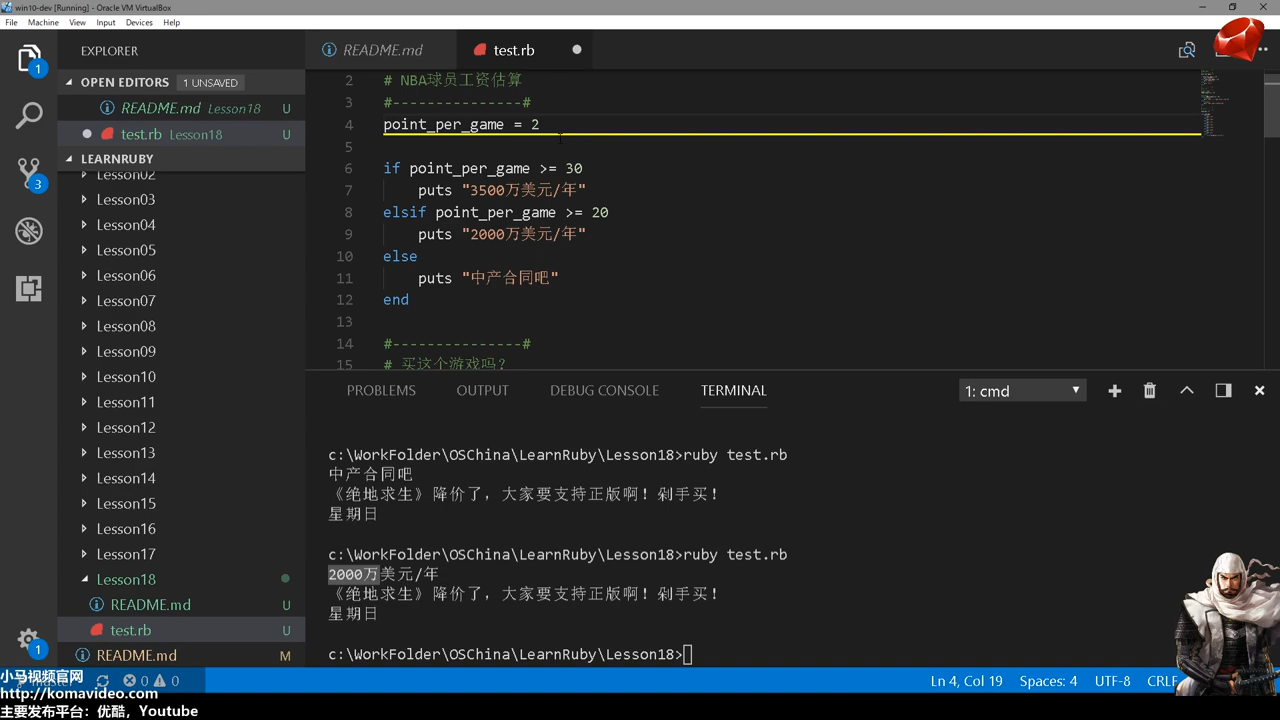 win10-dev [Running] - Oracle VM VirtualBox
File Machine View Input Devices Help
EXPLORER
README.md
test.rb
OPEN EDITORS 1 UNSAVED
README.md Lesson18 U
test.rb Lesson18 U
LEARNRUBY
Lesson02
Lesson03
Lesson04
Lesson05
Lesson06
Lesson07
Lesson08
Lesson09
Lesson10
Lesson11
Lesson12
Lesson13
Lesson14
Lesson15
Lesson16
Lesson17
Lesson18
README.md U
test.rb U
README.md M
1
3
1
2 # NBA球员工资估算
3 #---------------#
4 point_per_game = 2
5
6 if point_per_game >= 30
7 puts "3500万美元/年"
8 elsif point_per_game >= 20
9 puts "2000万美元/年"
10 else
11 puts "中产合同吧"
12 end
13
14 #---------------#
15 # 买这个游戏吗?
PROBLEMS OUTPUT DEBUG CONSOLE TERMINAL 1: cmd
c:\WorkFolder\OSChina\LearnRuby\Lesson18>ruby test.rb
中产合同吧
《绝地求生》降价了，大家要支持正版啊！剁手买！
星期日
c:\WorkFolder\OSChina\LearnRuby\Lesson18>ruby test.rb
2000万美元/年
《绝地求生》降价了，大家要支持正版啊！剁手买！
星期日
c:\WorkFolder\OSChina\LearnRuby\Lesson18>
0 0 Ln 4, Col 19 Spaces: 4 UTF-8 CRLF
小马视频官网
http://komavideo.com
主要发布平台：优酷，Youtube